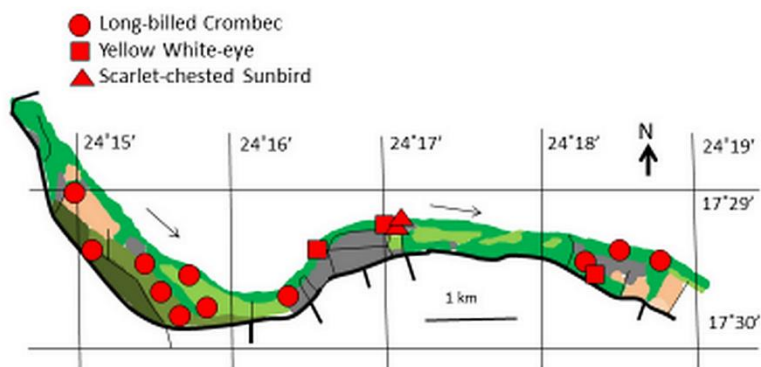 Long-billed Crombec
Yellow White-eye
Scarlet-chested Sunbird
24˚15’
24˚16’
24˚17’
24˚18’
N
24˚19’
17˚29’
1 km
17˚30’